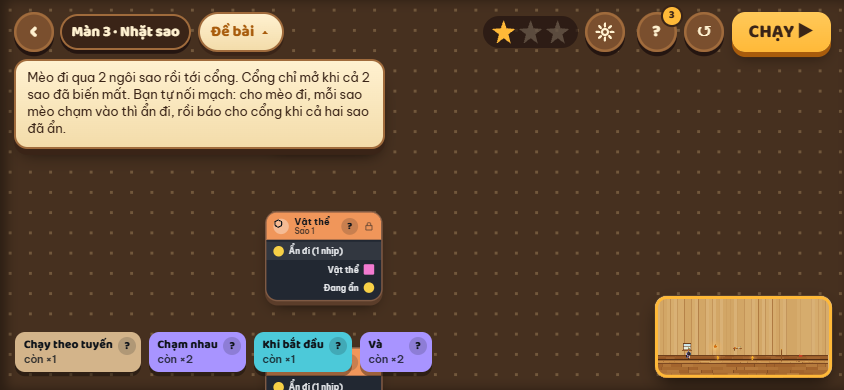 Màn 3 · Nhặt sao
Đề bài
3
?
CHẠY
Mèo đi qua 2 ngôi sao rồi tới cổng. Cổng chỉ mở khi cả 2
sao đã biến mất. Bạn tự nối mạch: cho mèo đi, mỗi sao
mèo chạm vào thì ẩn đi, rồi báo cho cổng khi cả hai sao
đã ẩn.
Vật thể
Sao 1
?
Ẩn đi (1 nhịp)
Vật thể
Đang ẩn
Chạy theo tuyến
còn ×1
?
Chạm nhau
còn ×2
?
Khi bắt đầu
còn ×1
?
Và
còn ×2
?
Ẩn đi (1 nhịp)